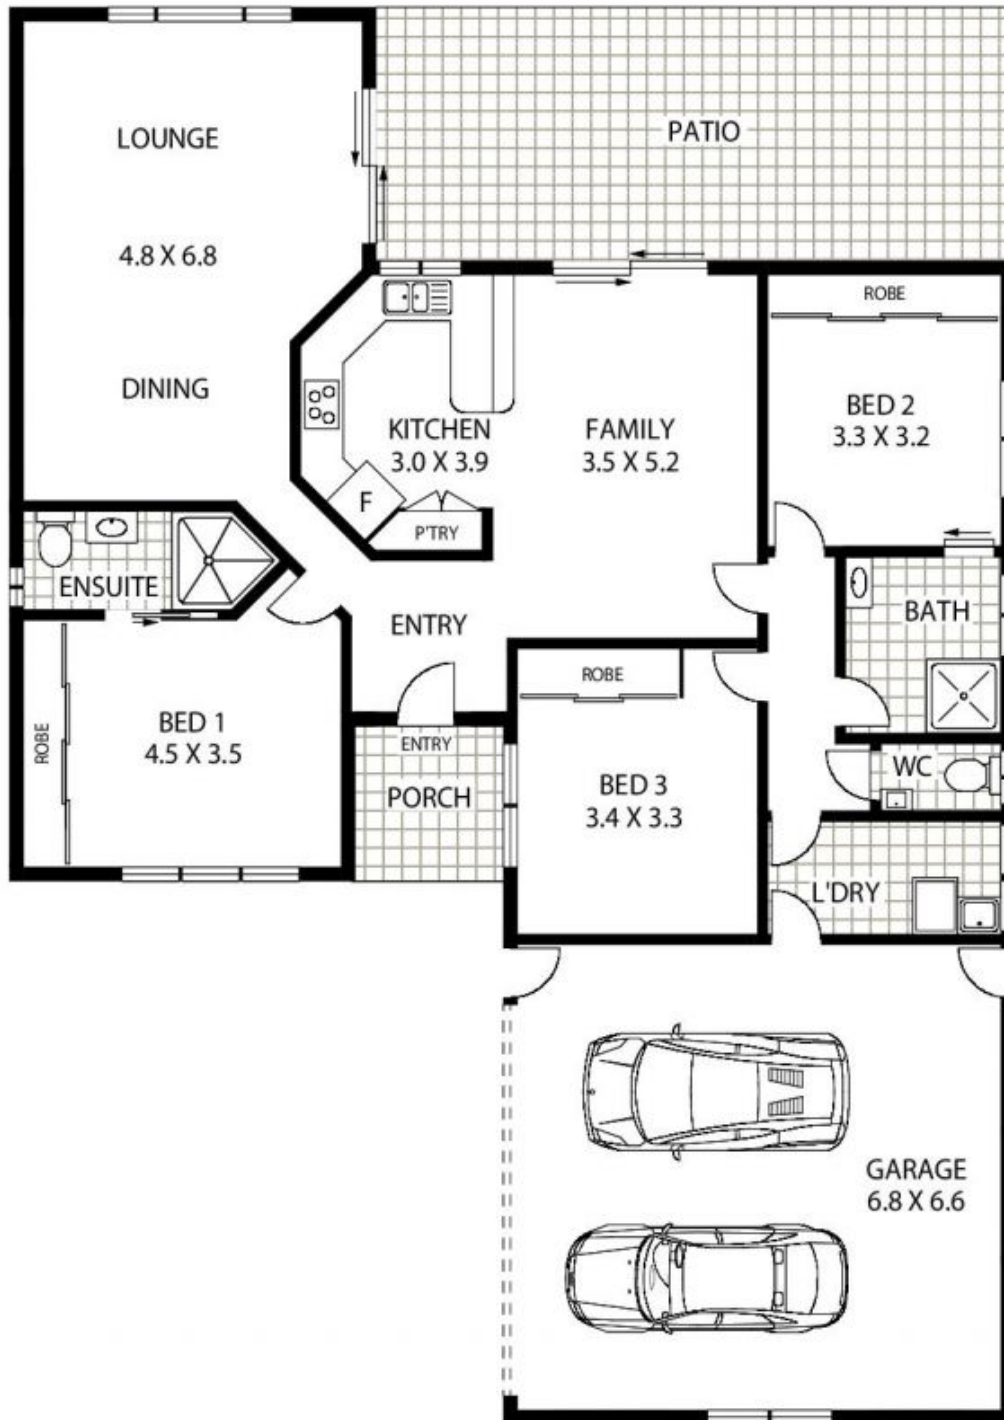 LOUNGE
4.8 X 6.8
DINING
PATIO
ROBE
BED 2
3.3 X 3.2
KITCHEN
3.0 X 3.9
FAMILY
3.5 X 5.2
F
P'TRY
ENSUITE
ENTRY
BATH
ROBE
BED 1
4.5 X 3.5
ROBE
ENTRY
PORCH
BED 3
3.4 X 3.3
WC
L'DRY
GARAGE
6.8 X 6.6